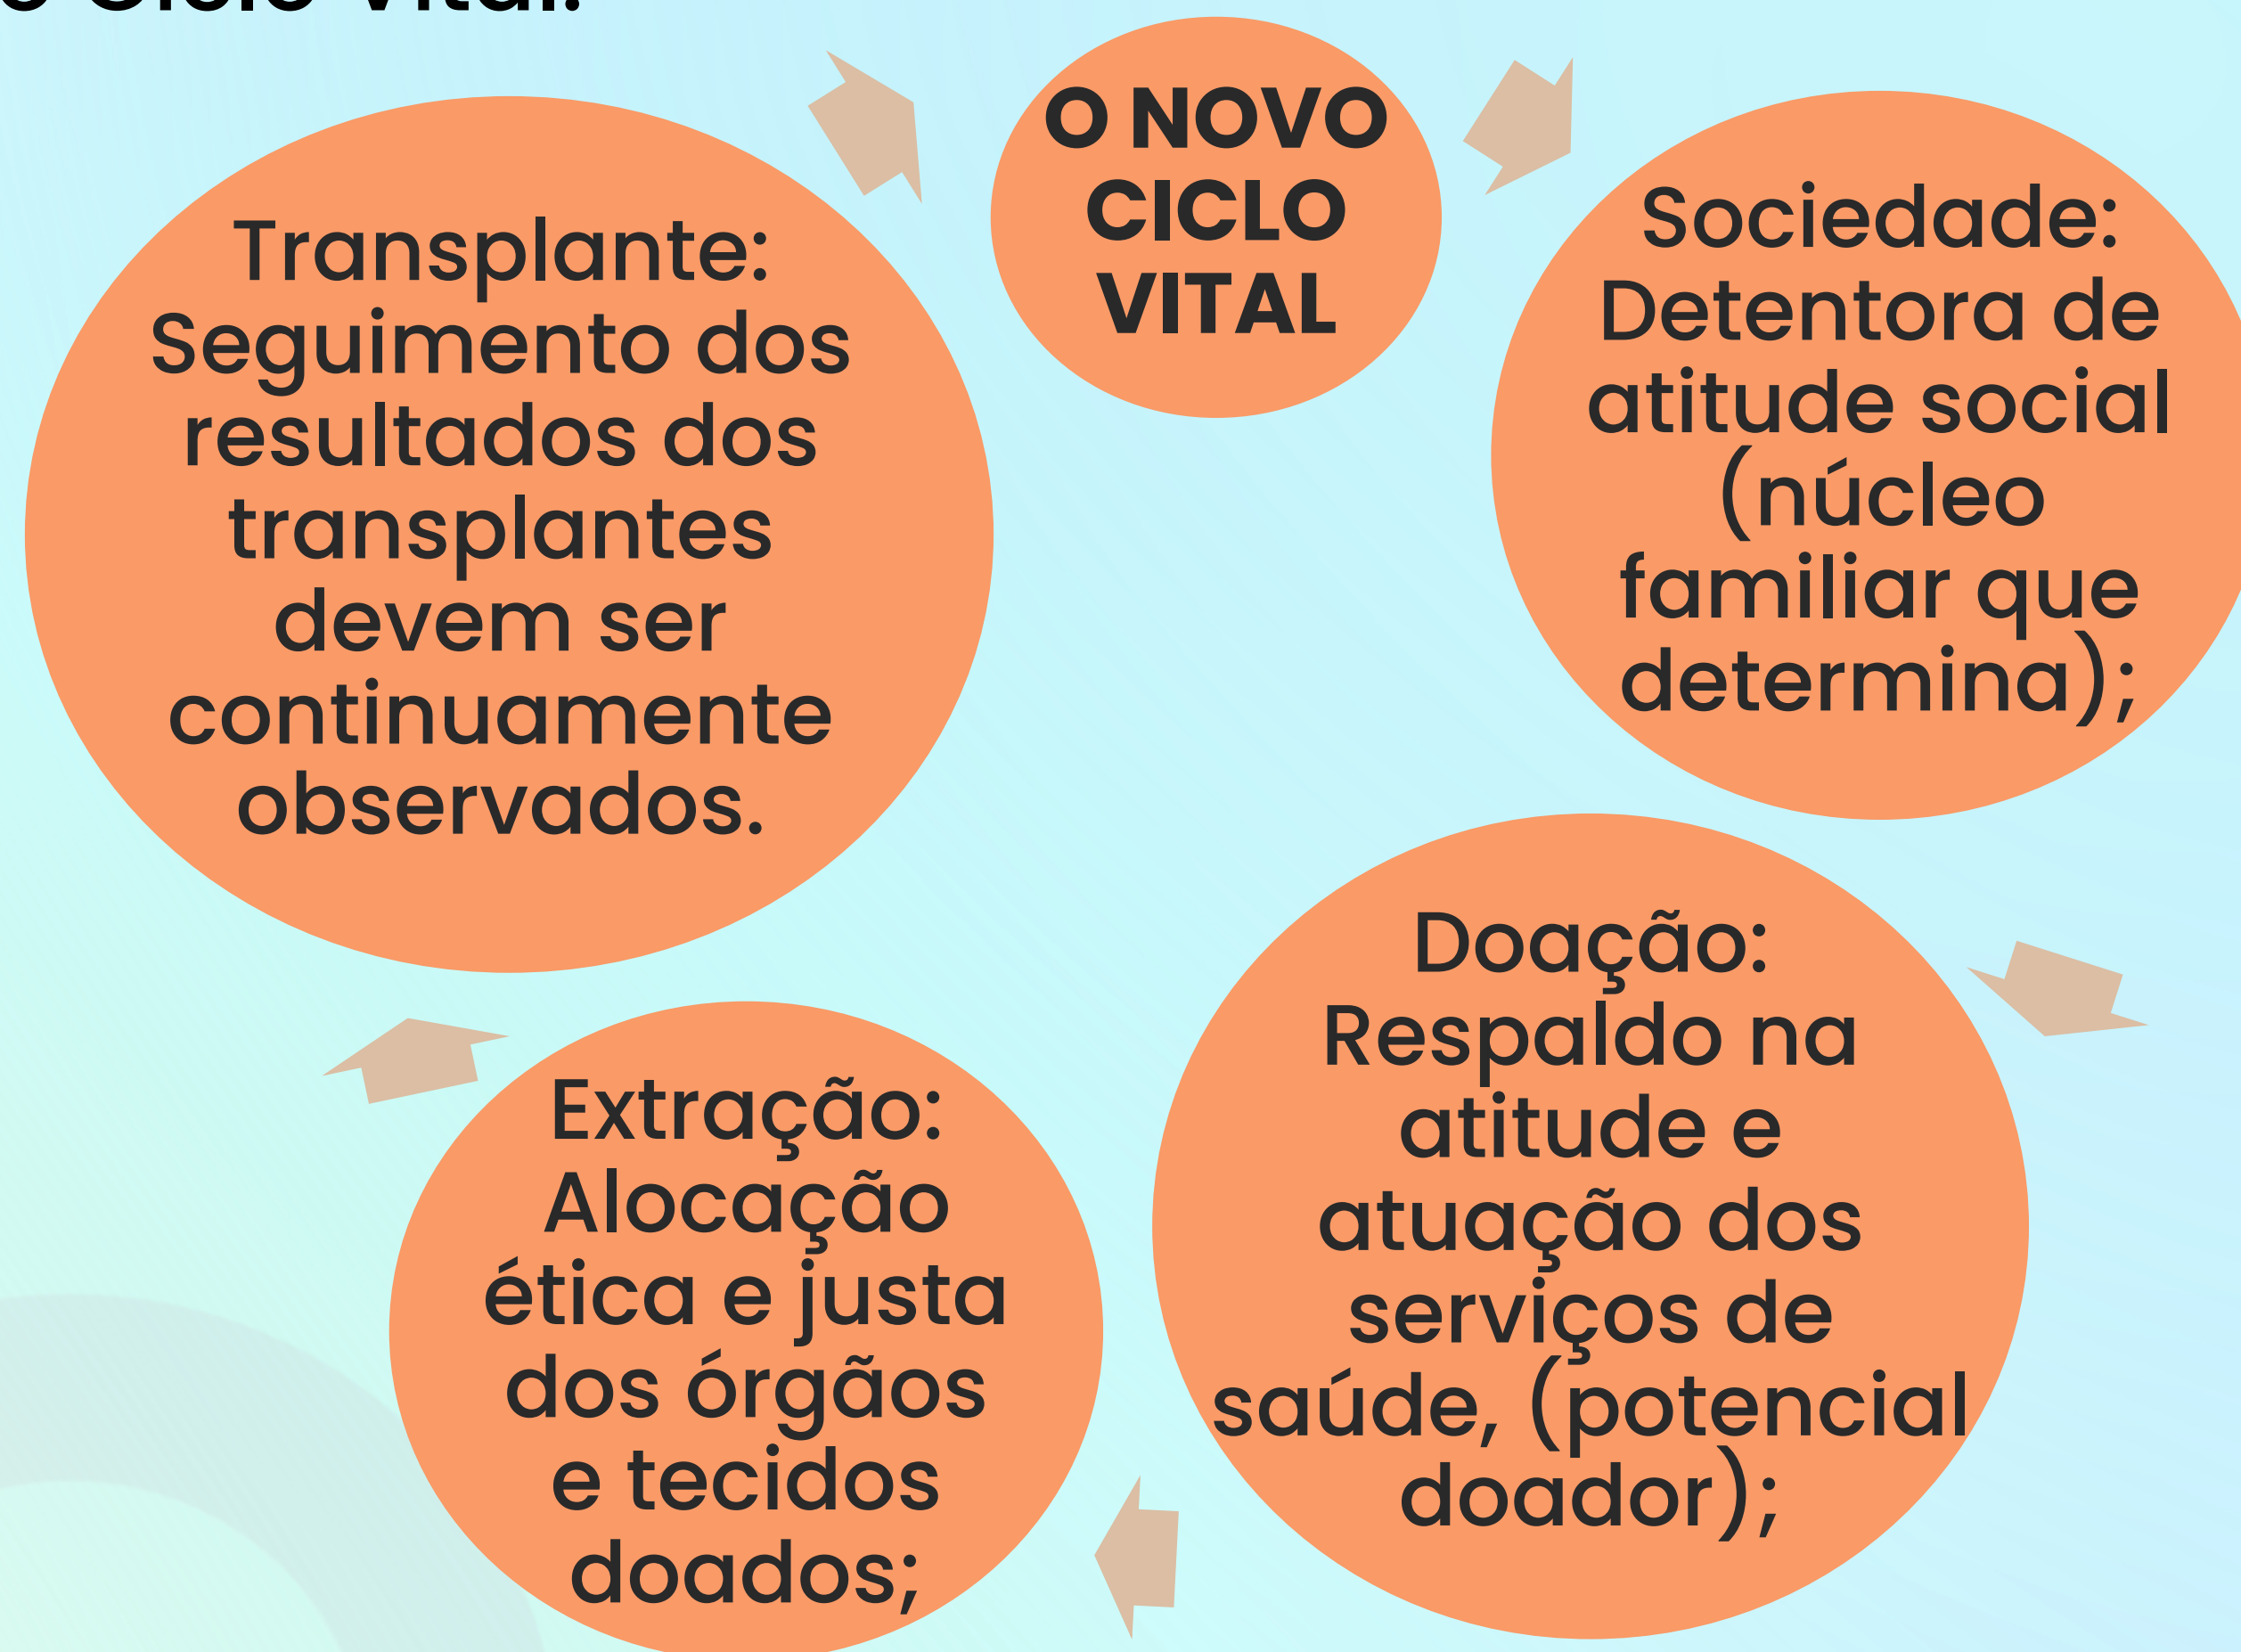 O NOVO
CICLO
VITAL
Sociedade:
Detentora de
atitude social
(núcleo
familiar que
determina);
Doação:
Respaldo na
atitude e
atuação dos
serviços de
saúde, (potencial
doador);
Extração:
Alocação
ética e justa
dos órgãos
e tecidos
doados;
Transplante:
Seguimento dos
resultados dos
transplantes
devem ser
continuamente
observados.